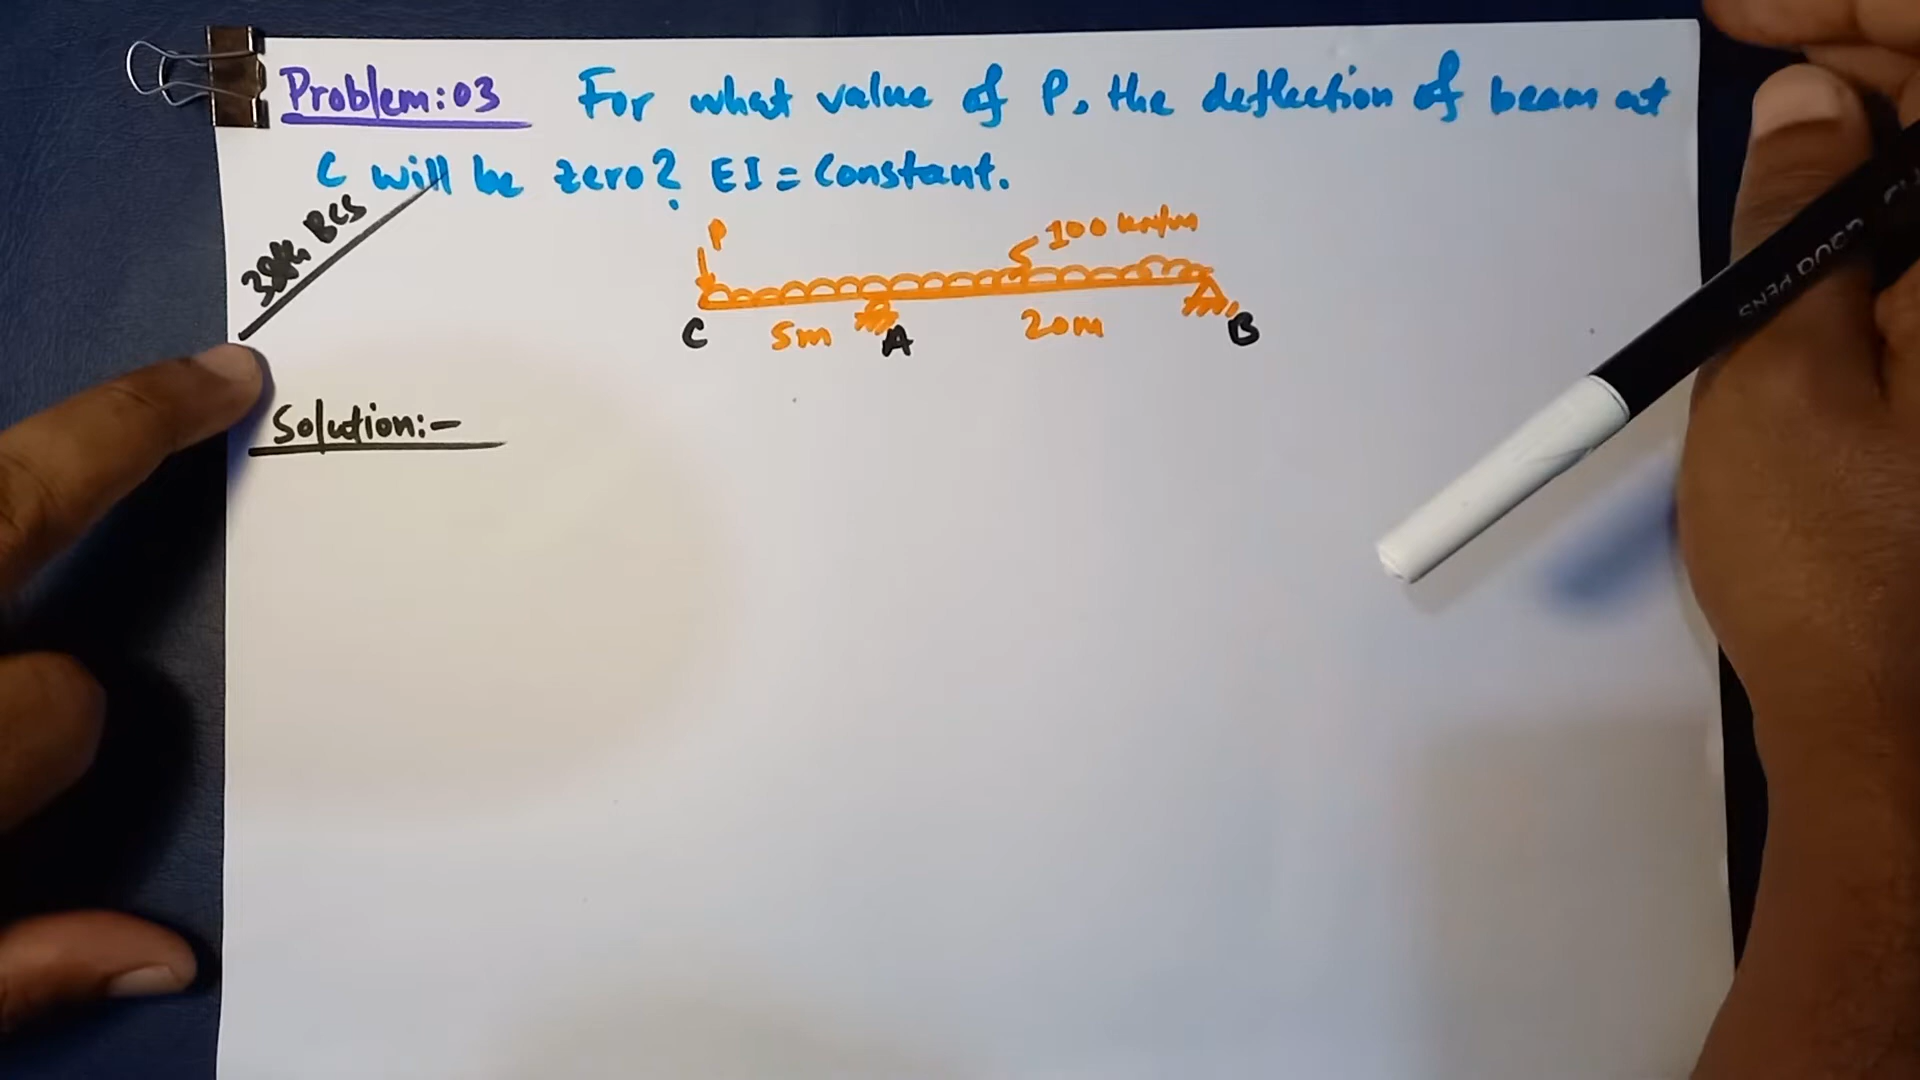 Problem:03 For what value of P, the deflection of beam at
C will be zero? EI = Constant.
38th BCS
P
100 kn/m
C 5m A 20m B
Solution:-